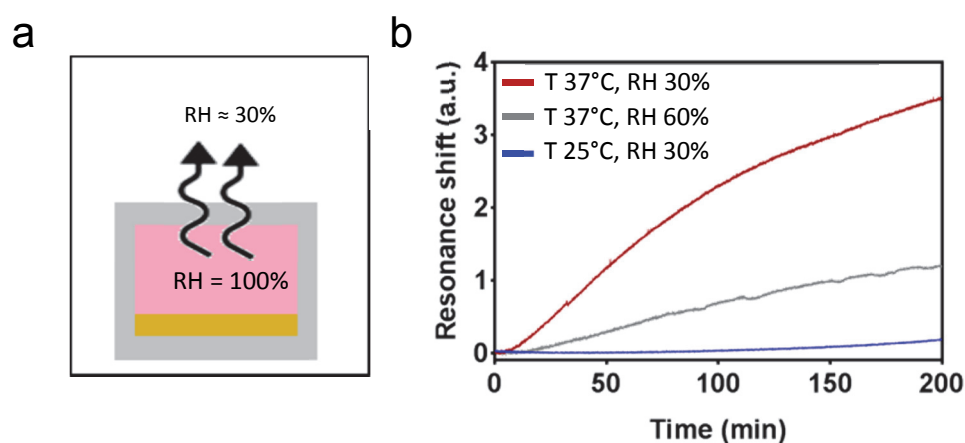 a
RH ≈ 30%
RH = 100%
b
Resonance shift (a.u.)
4
3
2
1
0
T 37°C, RH 30%
T 37°C, RH 60%
T 25°C, RH 30%
0 50 100 150 200
Time (min)